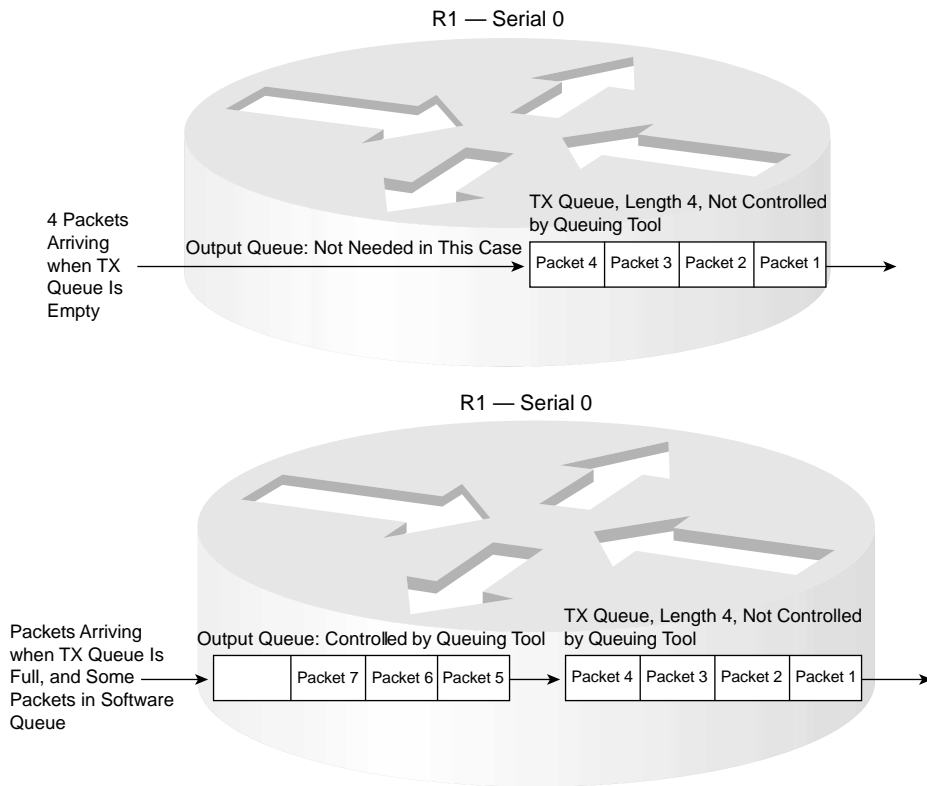 R1 — Serial 0
TX Queue, Length 4, Not Controlled
by Queuing Tool
4 Packets
Arriving
when TX
Queue Is
Empty
Output Queue: Not Needed in This Case
Packet 4 Packet 3 Packet 2 Packet 1
R1 — Serial 0
TX Queue, Length 4, Not Controlled
by Queuing Tool
Packets Arriving
when TX Queue Is
Full, and Some
Packets in Software
Queue
Output Queue: Controlled by Queuing Tool
Packet 7 Packet 6 Packet 5
Packet 4 Packet 3 Packet 2 Packet 1